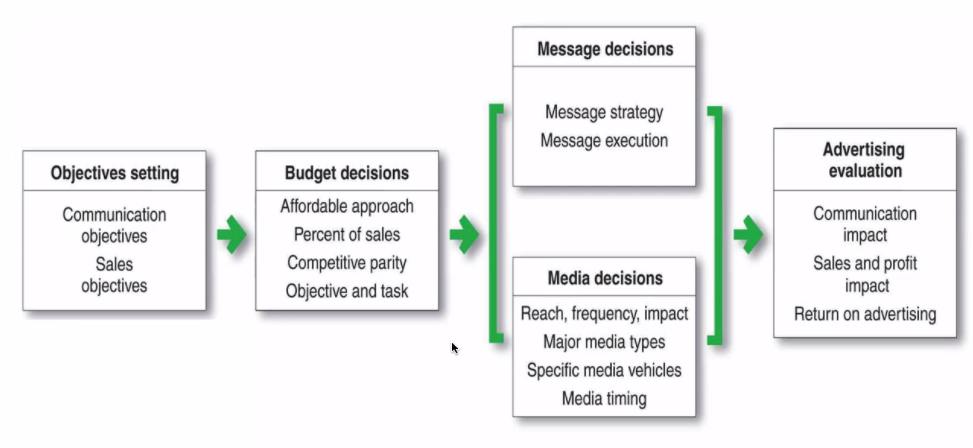 Objectives setting
Communication
objectives
Sales
objectives
Budget decisions
Affordable approach
Percent of sales
Competitive parity
Objective and task
Message decisions
Message strategy
Message execution
Media decisions
Reach, frequency, impact
Major media types
Specific media vehicles
Media timing
Advertising
evaluation
Communication
impact
Sales and profit
impact
Return on advertising